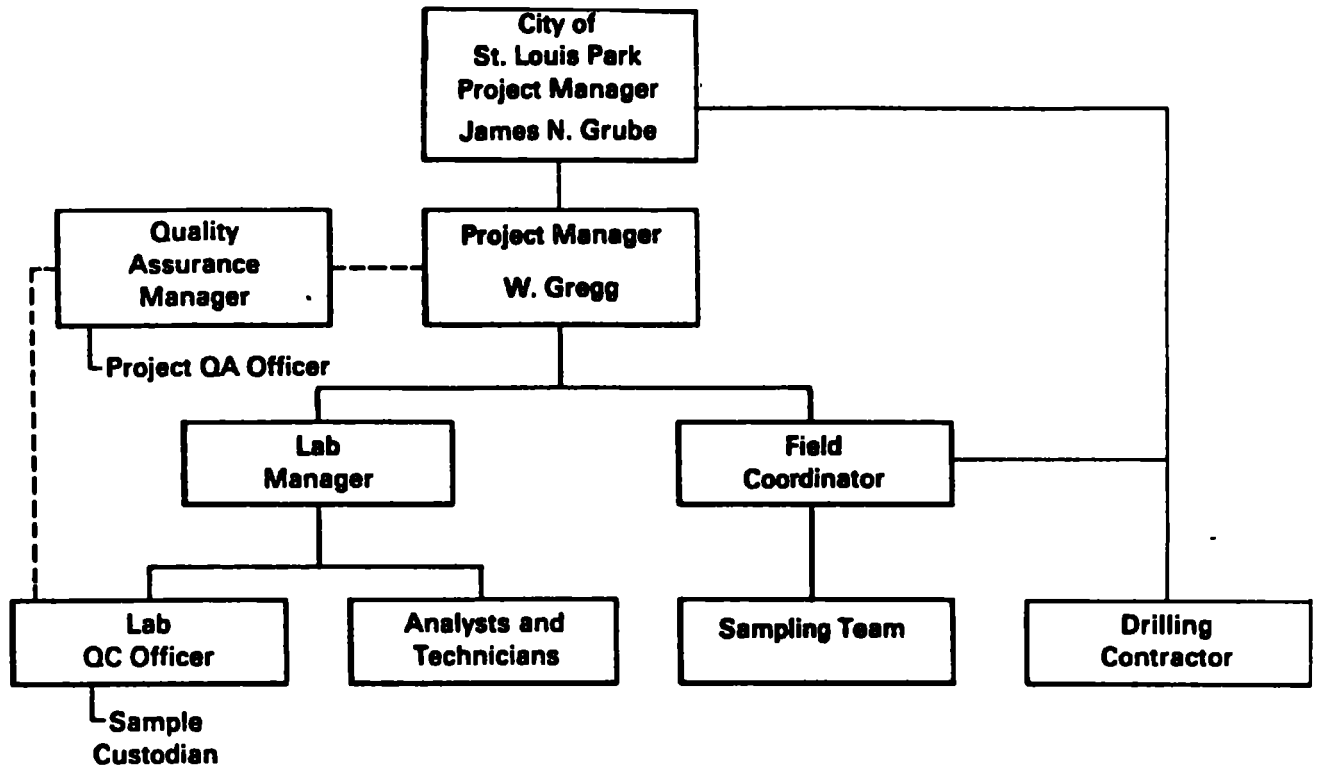 City of
St. Louis Park
Project Manager
James N. Grube
Quality
Assurance
Manager
Project Manager
W. Gregg
Project QA Officer
Lab
Manager
Field
Coordinator
Lab
QC Officer
Analysts and
Technicians
Sampling Team
Drilling
Contractor
Sample
Custodian